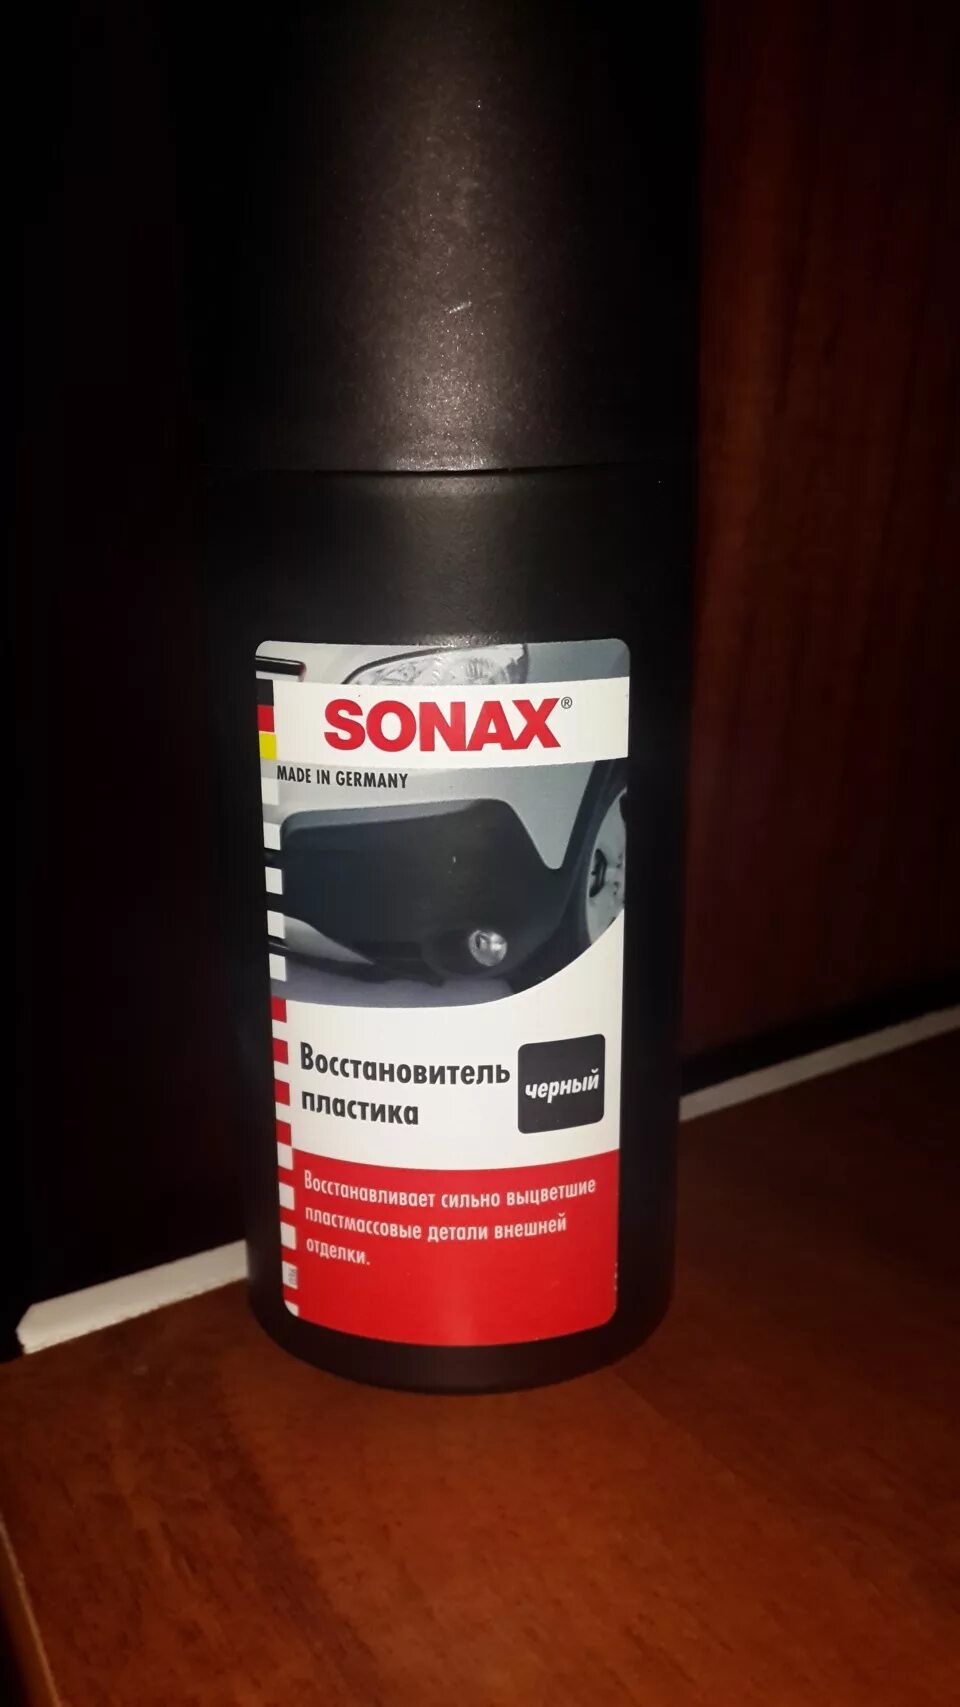 SONAX®
MADE IN GERMANY
Восстановитель
пластика
черный
Восстанавливает сильно выцветшие
пластмассовые детали внешней
отделки.